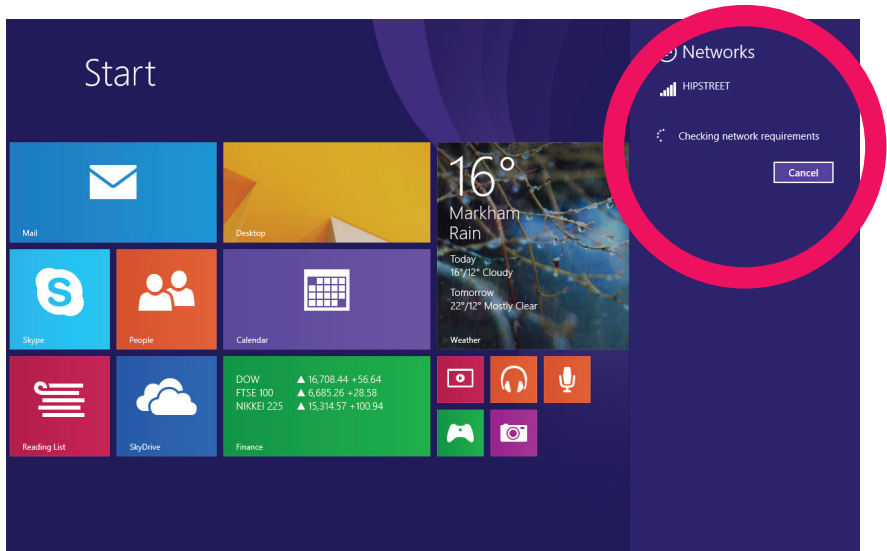 Start
Networks
HIPSTREET
Checking network requirements
Cancel
Mail
Desktop
16°
Markham
Rain
Today
16°/12° Cloudy
Tomorrow
22°/12° Mostly Clear
Weather
Skype
People
Calendar
Reading List
SkyDrive
DOW ▲ 16,708.44 +56.64
FTSE 100 ▲ 6,685.26 +28.58
NIKKEI 225 ▲ 15,314.57 +100.94
Finance